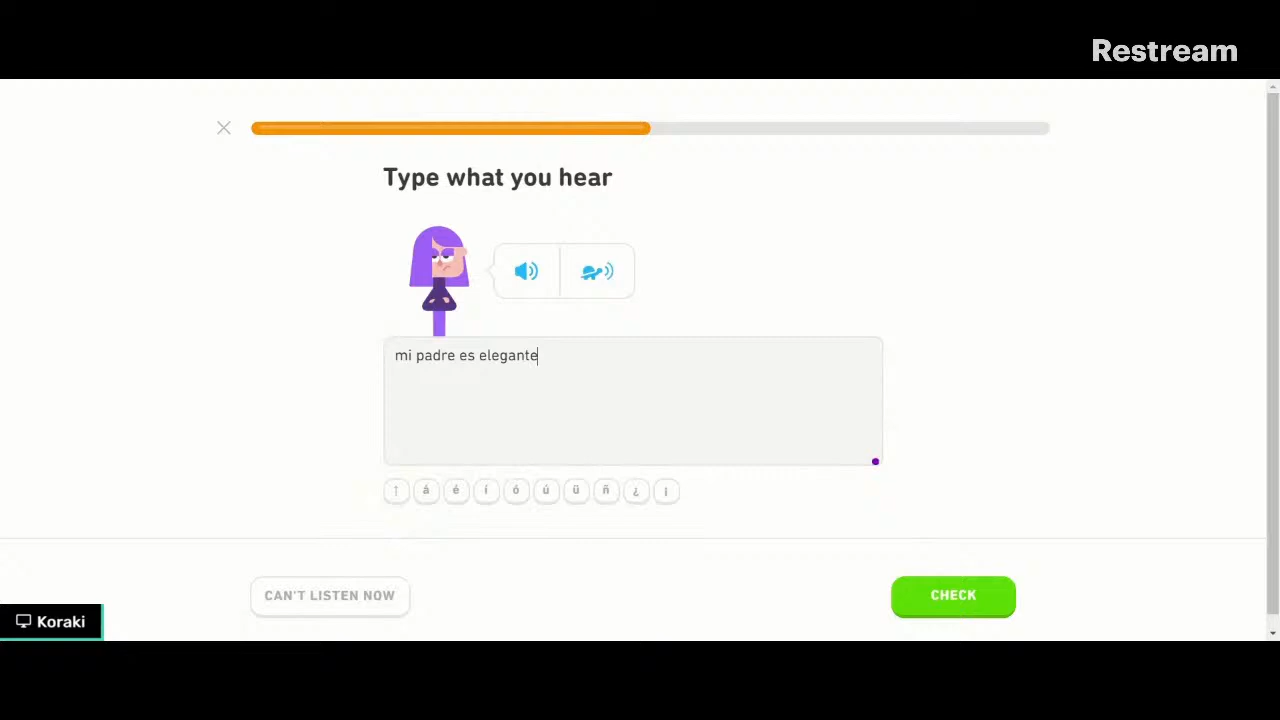 Restream
Type what you hear
mi padre es elegante
↑ á é í ó ú ü ñ ¿ ¡
CAN'T LISTEN NOW
CHECK
Koraki